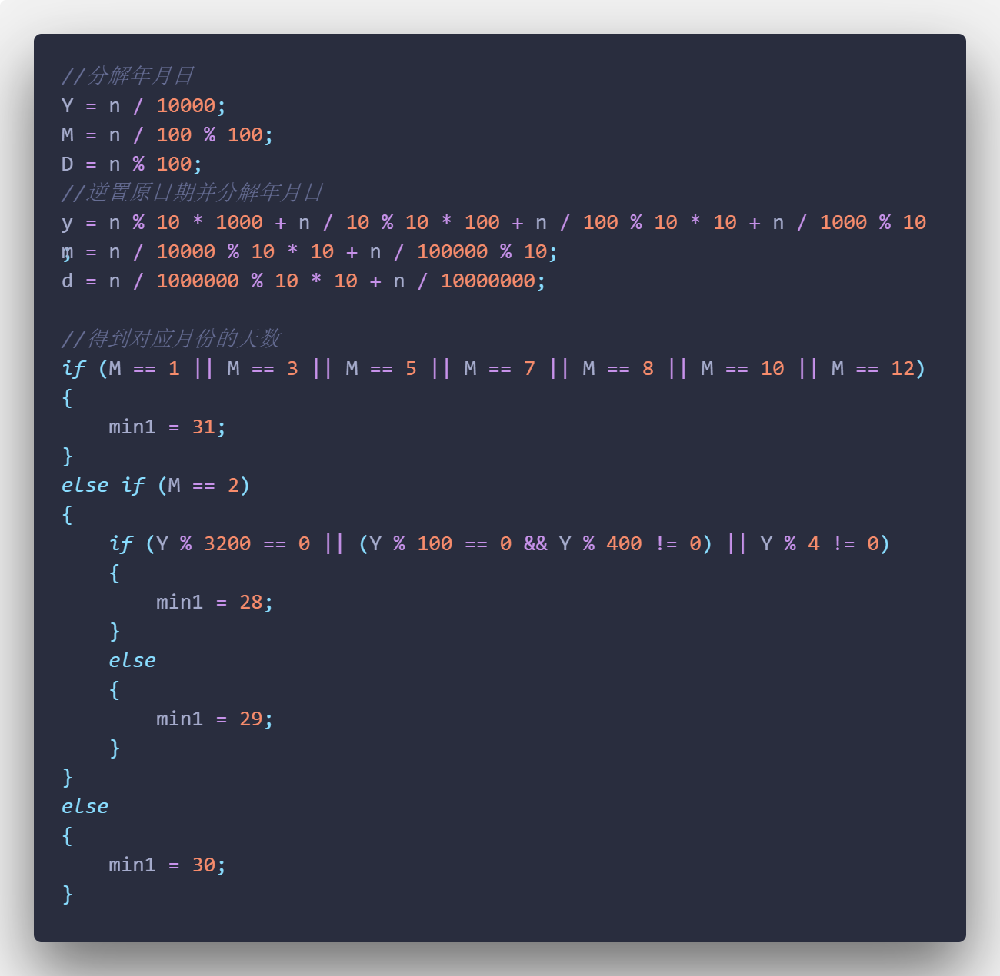 //分解年月日
Y = n / 10000;
M = n / 100 % 100;
D = n % 100;
//逆置原日期并分解年月日
y = n % 10 * 1000 + n / 10 % 10 * 100 + n / 100 % 10 * 10 + n / 1000 % 10
;
m = n / 10000 % 10 * 10 + n / 100000 % 10;
d = n / 1000000 % 10 * 10 + n / 10000000;
//得到对应月份的天数
if (M == 1 || M == 3 || M == 5 || M == 7 || M == 8 || M == 10 || M == 12)
{
    min1 = 31;
}
else if (M == 2)
{
    if (Y % 3200 == 0 || (Y % 100 == 0 && Y % 400 != 0) || Y % 4 != 0)
    {
        min1 = 28;
    }
    else
    {
        min1 = 29;
    }
}
else
{
    min1 = 30;
}